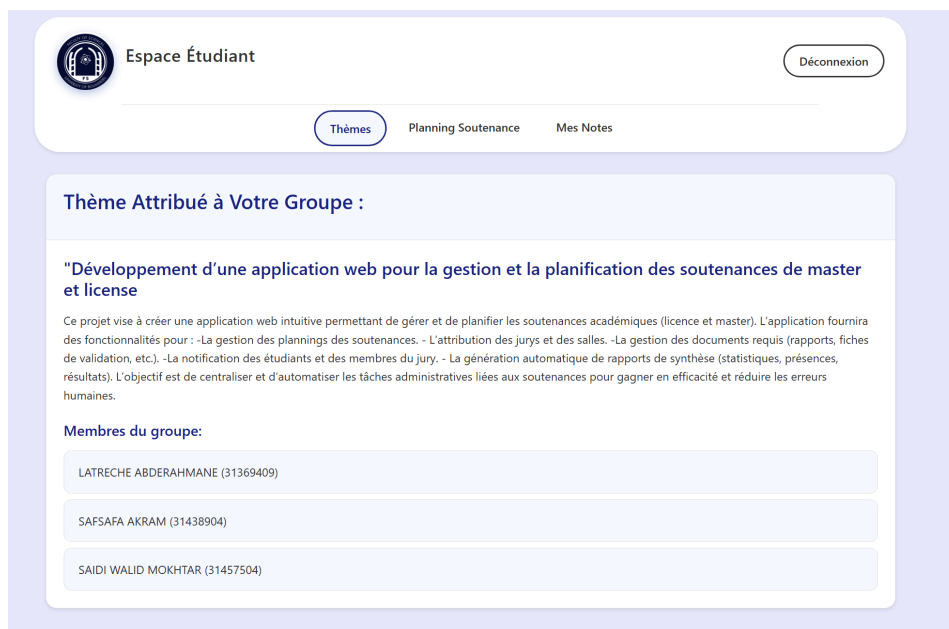 Espace Étudiant
Déconnexion
Thèmes
Planning Soutenance
Mes Notes
Thème Attribué à Votre Groupe :
"Développement d’une application web pour la gestion et la planification des soutenances de master
et license
Ce projet vise à créer une application web intuitive permettant de gérer et de planifier les soutenances académiques (licence et master). L’application fournira
des fonctionnalités pour : -La gestion des plannings des soutenances. - L’attribution des jurys et des salles. -La gestion des documents requis (rapports, fiches
de validation, etc.). -La notification des étudiants et des membres du jury. - La génération automatique de rapports de synthèse (statistiques, présences,
résultats). L’objectif est de centraliser et d’automatiser les tâches administratives liées aux soutenances pour gagner en efficacité et réduire les erreurs
humaines.
Membres du groupe:
LATRECHE ABDERAHMANE (31369409)
SAFSAFA AKRAM (31438904)
SAIDI WALID MOKHTAR (31457504)